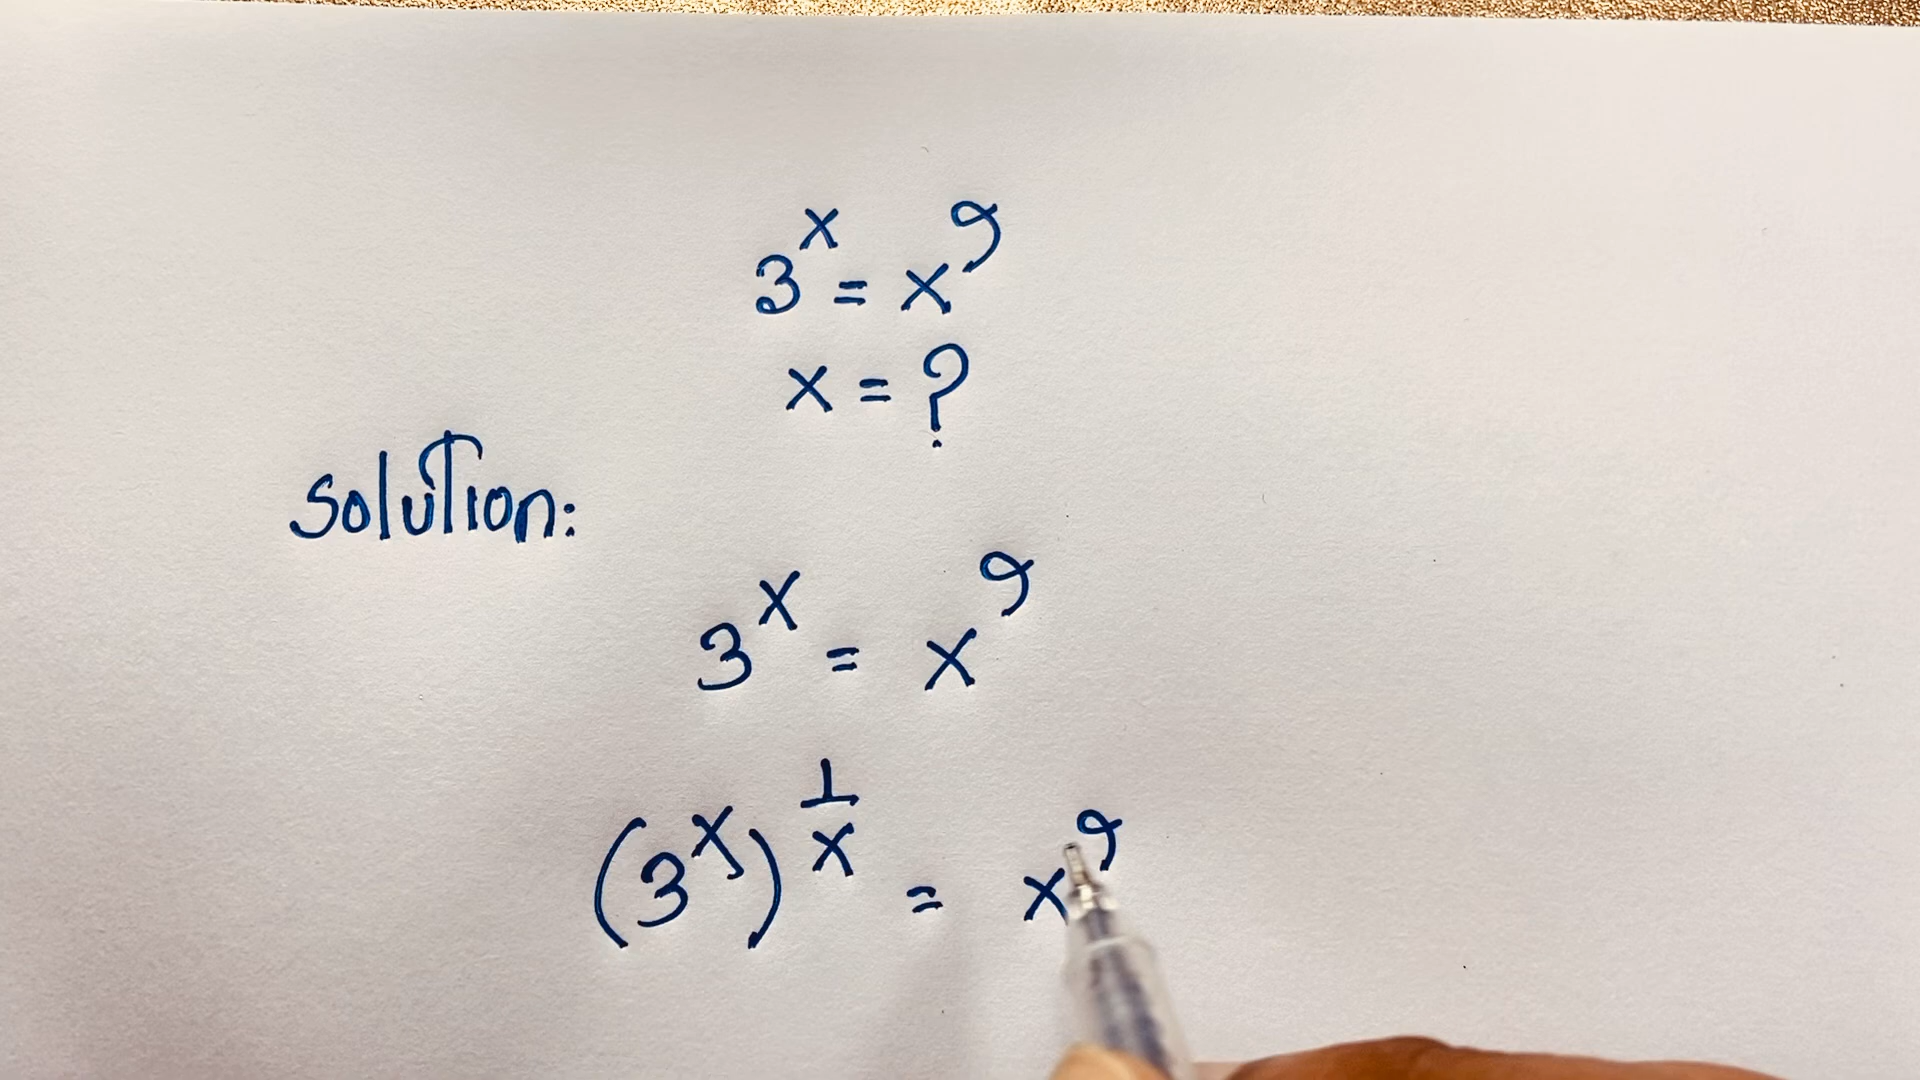 3^x = x^9
x = ?
Solution:
3^x = x^9
(3^x)^(1/x) = x^9